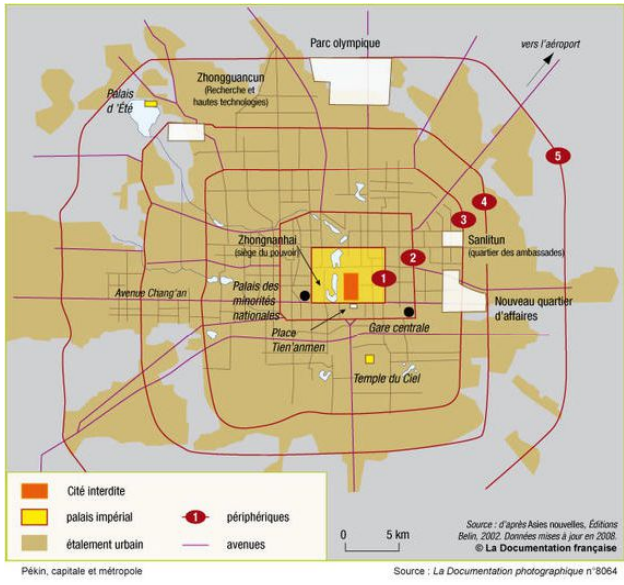 Parc olympique
vers l'aéroport
Zhongguancun
(Recherche et
hautes technologies)
Palais
d 'Été
5
4
3
Sanlitun
(quartier des ambassades)
Zhongnanhai
(siège du pouvoir)
2
1
Avenue Chang'an
Palais des
minorités
nationales
Nouveau quartier
d'affaires
Place
Tien'anmen
Gare centrale
Temple du Ciel
Cité interdite
palais impérial
1 périphériques
étalement urbain
avenues
0 5 km
Source : d'après Asies nouvelles, Éditions
Belin, 2002. Données mises à jour en 2008.
© La Documentation française
Pékin, capitale et métropole
Source : La Documentation photographique n°8064